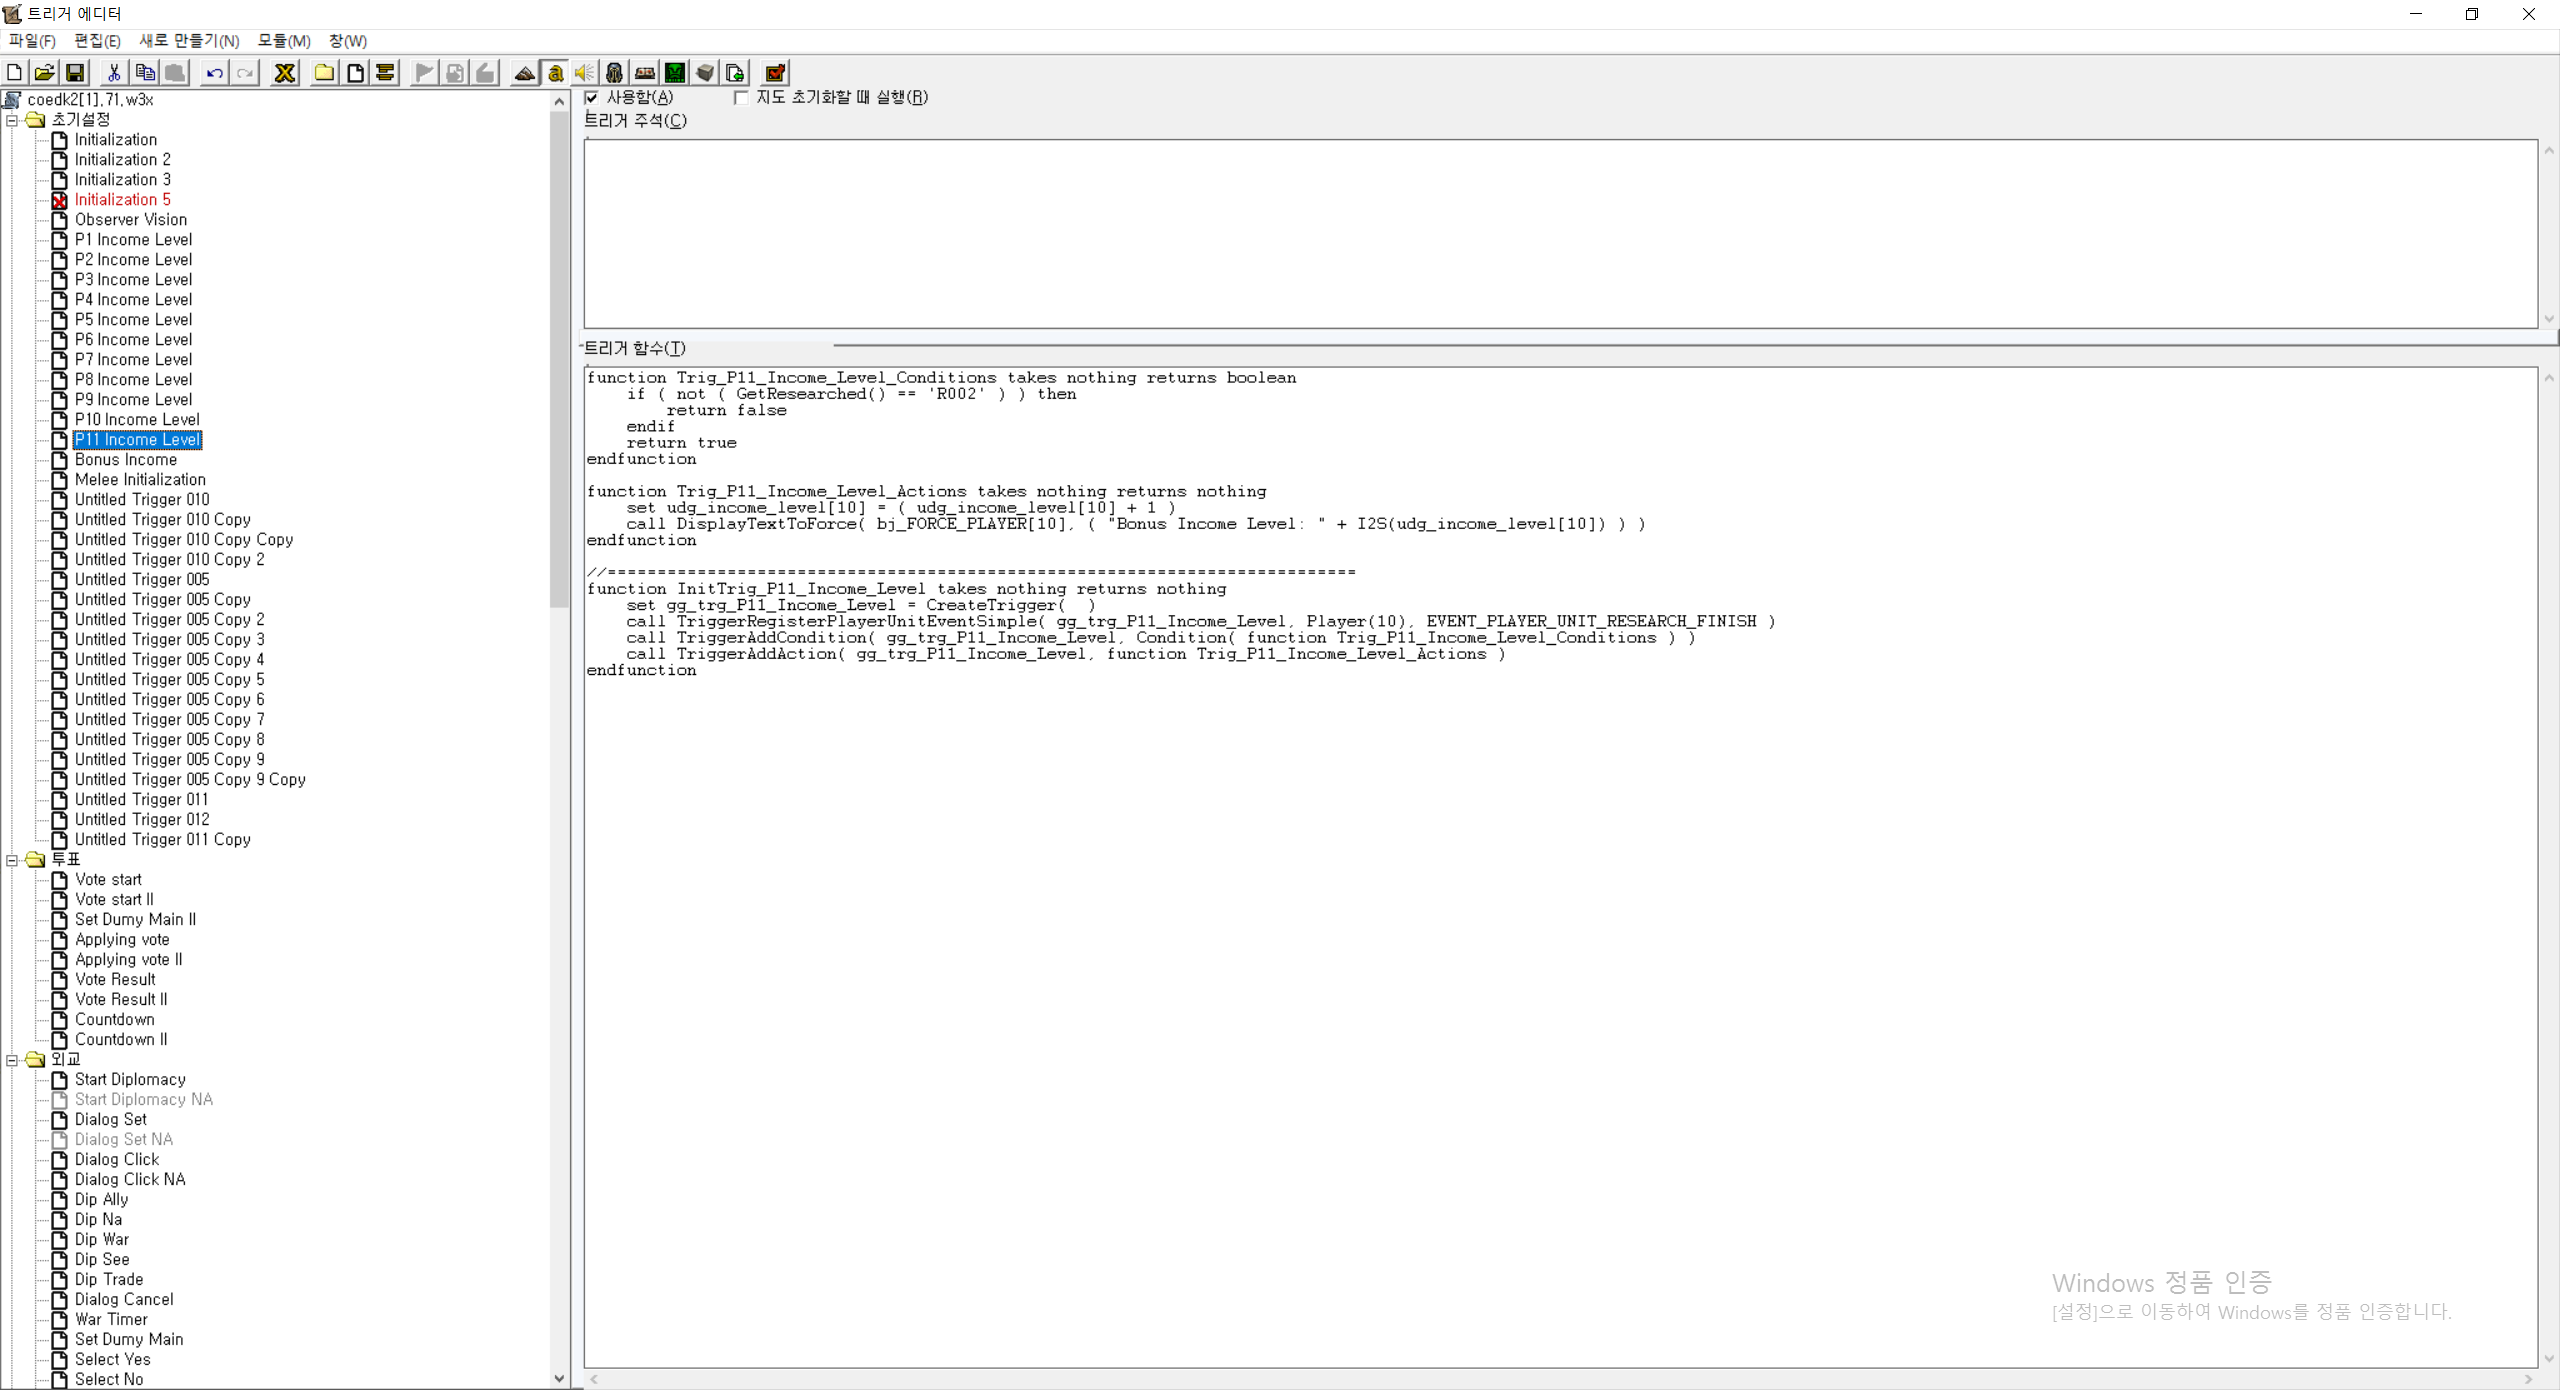 트리거 에디터
파일(F) 편집(E) 새로 만들기(N) 모듈(M) 창(W)
coedk2[1],71,w3x
초기설정
Initialization
Initialization 2
Initialization 3
Initialization 5
Observer Vision
P1 Income Level
P2 Income Level
P3 Income Level
P4 Income Level
P5 Income Level
P6 Income Level
P7 Income Level
P8 Income Level
P9 Income Level
P10 Income Level
P11 Income Level
Bonus Income
Melee Initialization
Untitled Trigger 010
Untitled Trigger 010 Copy
Untitled Trigger 010 Copy Copy
Untitled Trigger 010 Copy 2
Untitled Trigger 005
Untitled Trigger 005 Copy
Untitled Trigger 005 Copy 2
Untitled Trigger 005 Copy 3
Untitled Trigger 005 Copy 4
Untitled Trigger 005 Copy 5
Untitled Trigger 005 Copy 6
Untitled Trigger 005 Copy 7
Untitled Trigger 005 Copy 8
Untitled Trigger 005 Copy 9
Untitled Trigger 005 Copy 9 Copy
Untitled Trigger 011
Untitled Trigger 012
Untitled Trigger 011 Copy
투표
Vote start
Vote start II
Set Dumy Main II
Applying vote
Applying vote II
Vote Result
Vote Result II
Countdown
Countdown II
외교
Start Diplomacy
Start Diplomacy NA
Dialog Set
Dialog Set NA
Dialog Click
Dialog Click NA
Dip Ally
Dip Na
Dip War
Dip See
Dip Trade
Dialog Cancel
War Timer
Set Dumy Main
Select Yes
Select No
사용함(A) 지도 초기화할 때 실행(R)
트리거 주석(C)
트리거 함수(T)
function Trig_P11_Income_Level_Conditions takes nothing returns boolean
if ( not ( GetResearched() == 'R002' ) ) then
return false
endif
return true
endfunction
function Trig_P11_Income_Level_Actions takes nothing returns nothing
set udg_income_level[10] = ( udg_income_level[10] + 1 )
call DisplayTextToForce( bj_FORCE_PLAYER[10], ( "Bonus Income Level: " + I2S(udg_income_level[10]) ) )
endfunction
//===========================================================================
function InitTrig_P11_Income_Level takes nothing returns nothing
set gg_trg_P11_Income_Level = CreateTrigger(  )
call TriggerRegisterPlayerUnitEventSimple( gg_trg_P11_Income_Level, Player(10), EVENT_PLAYER_UNIT_RESEARCH_FINISH )
call TriggerAddCondition( gg_trg_P11_Income_Level, Condition( function Trig_P11_Income_Level_Conditions ) )
call TriggerAddAction( gg_trg_P11_Income_Level, function Trig_P11_Income_Level_Actions )
endfunction
Windows 정품 인증
[설정]으로 이동하여 Windows를 정품 인증합니다.